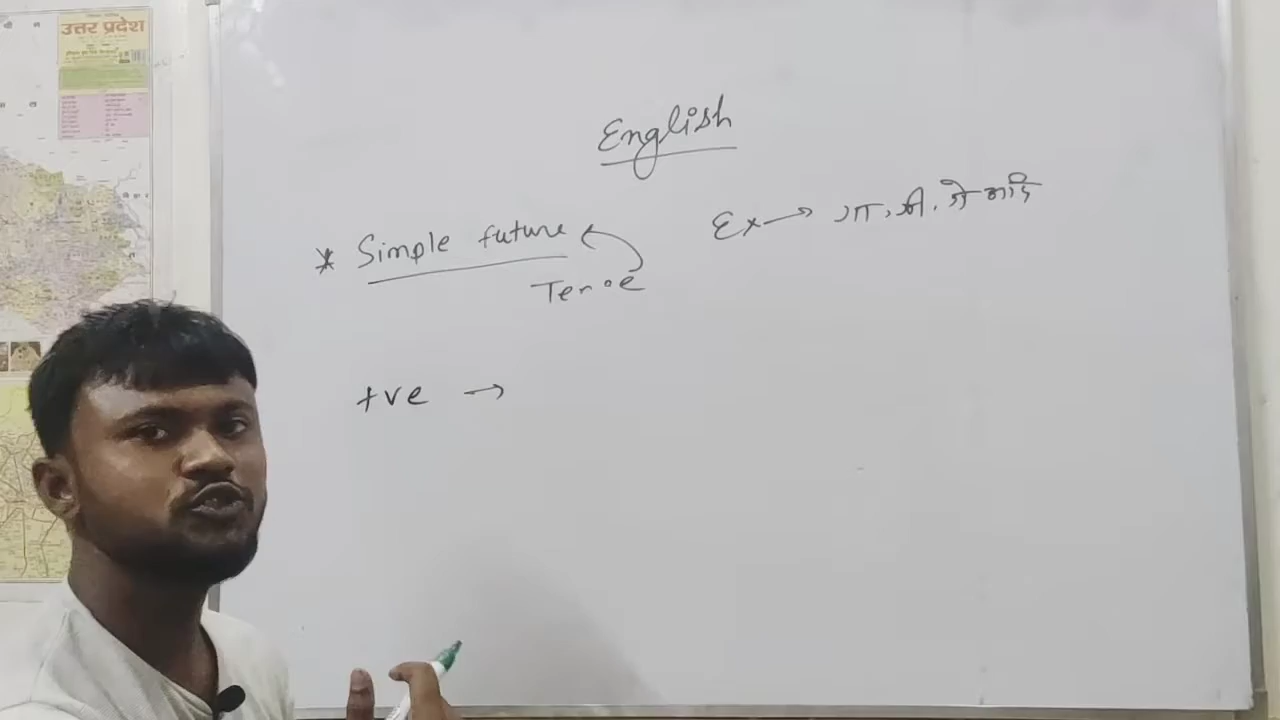 उत्तर प्रदेश
English
* Simple future
Tense
Ex → गा, गी, गे आदि
+ve →